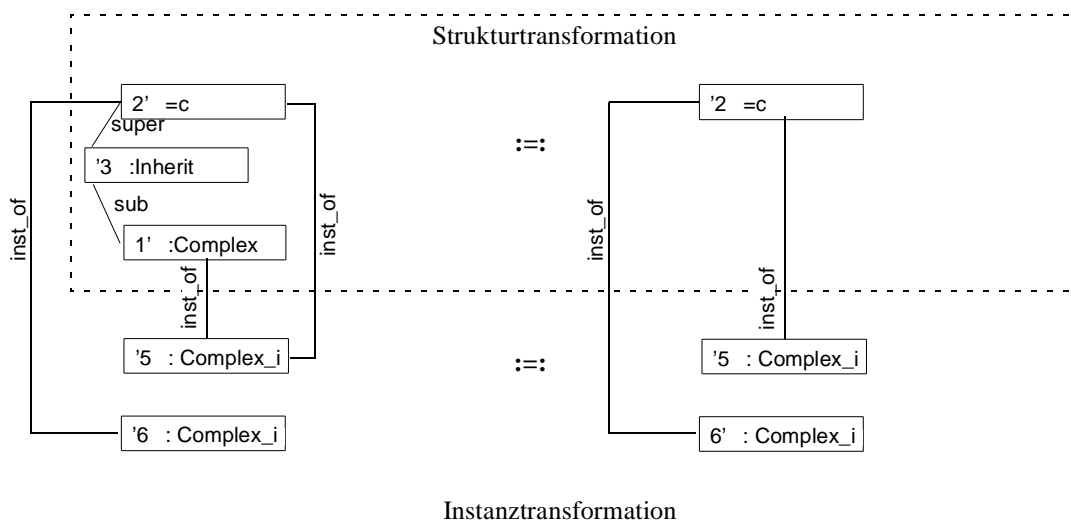 Strukturtransformation
2' =c
'2 =c
super
:=:
'3 :Inherit
sub
inst_of
inst_of
inst_of
1' :Complex
inst_of
inst_of
'5 : Complex_i
:=:
'5 : Complex_i
'6 : Complex_i
6' : Complex_i
Instanztransformation